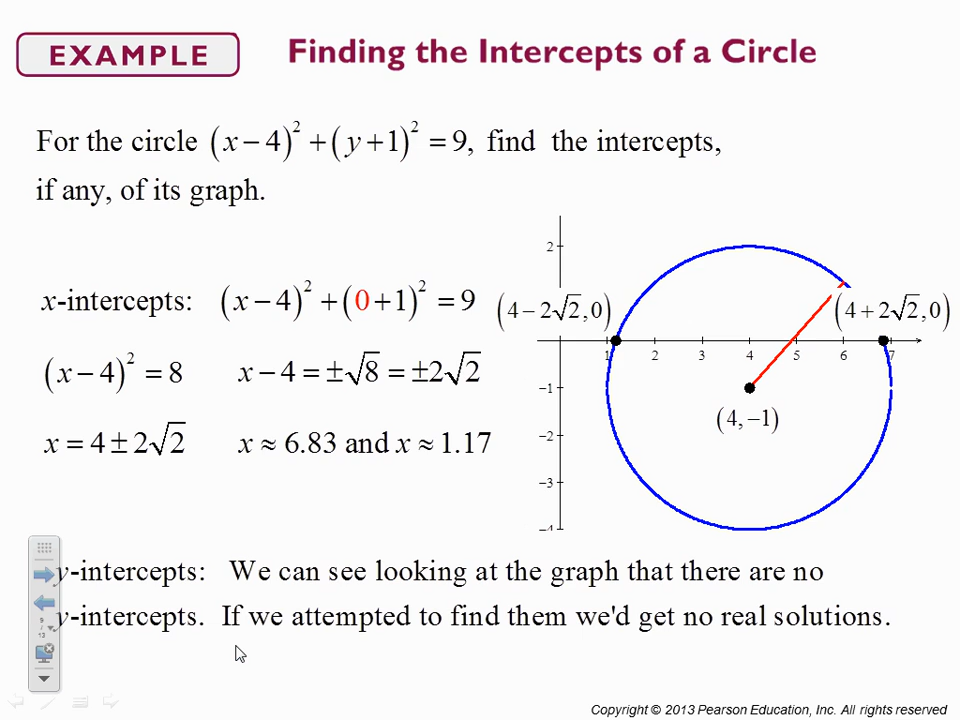 EXAMPLE Finding the Intercepts of a Circle
For the circle (x − 4)² + (y + 1)² = 9, find the intercepts,
if any, of its graph.
x-intercepts: (x − 4)² + (0 + 1)² = 9
(x − 4)² = 8 x − 4 = ±√8 = ±2√2
x = 4 ± 2√2 x ≈ 6.83 and x ≈ 1.17
2
(4 − 2√2,0) (4 + 2√2,0)
1 2 3 4 5 6 7
−1
(4, −1)
−2
−3
−4
y-intercepts: We can see looking at the graph that there are no
y-intercepts. If we attempted to find them we'd get no real solutions.
9
/
13
Copyright © 2013 Pearson Education, Inc. All rights reserved